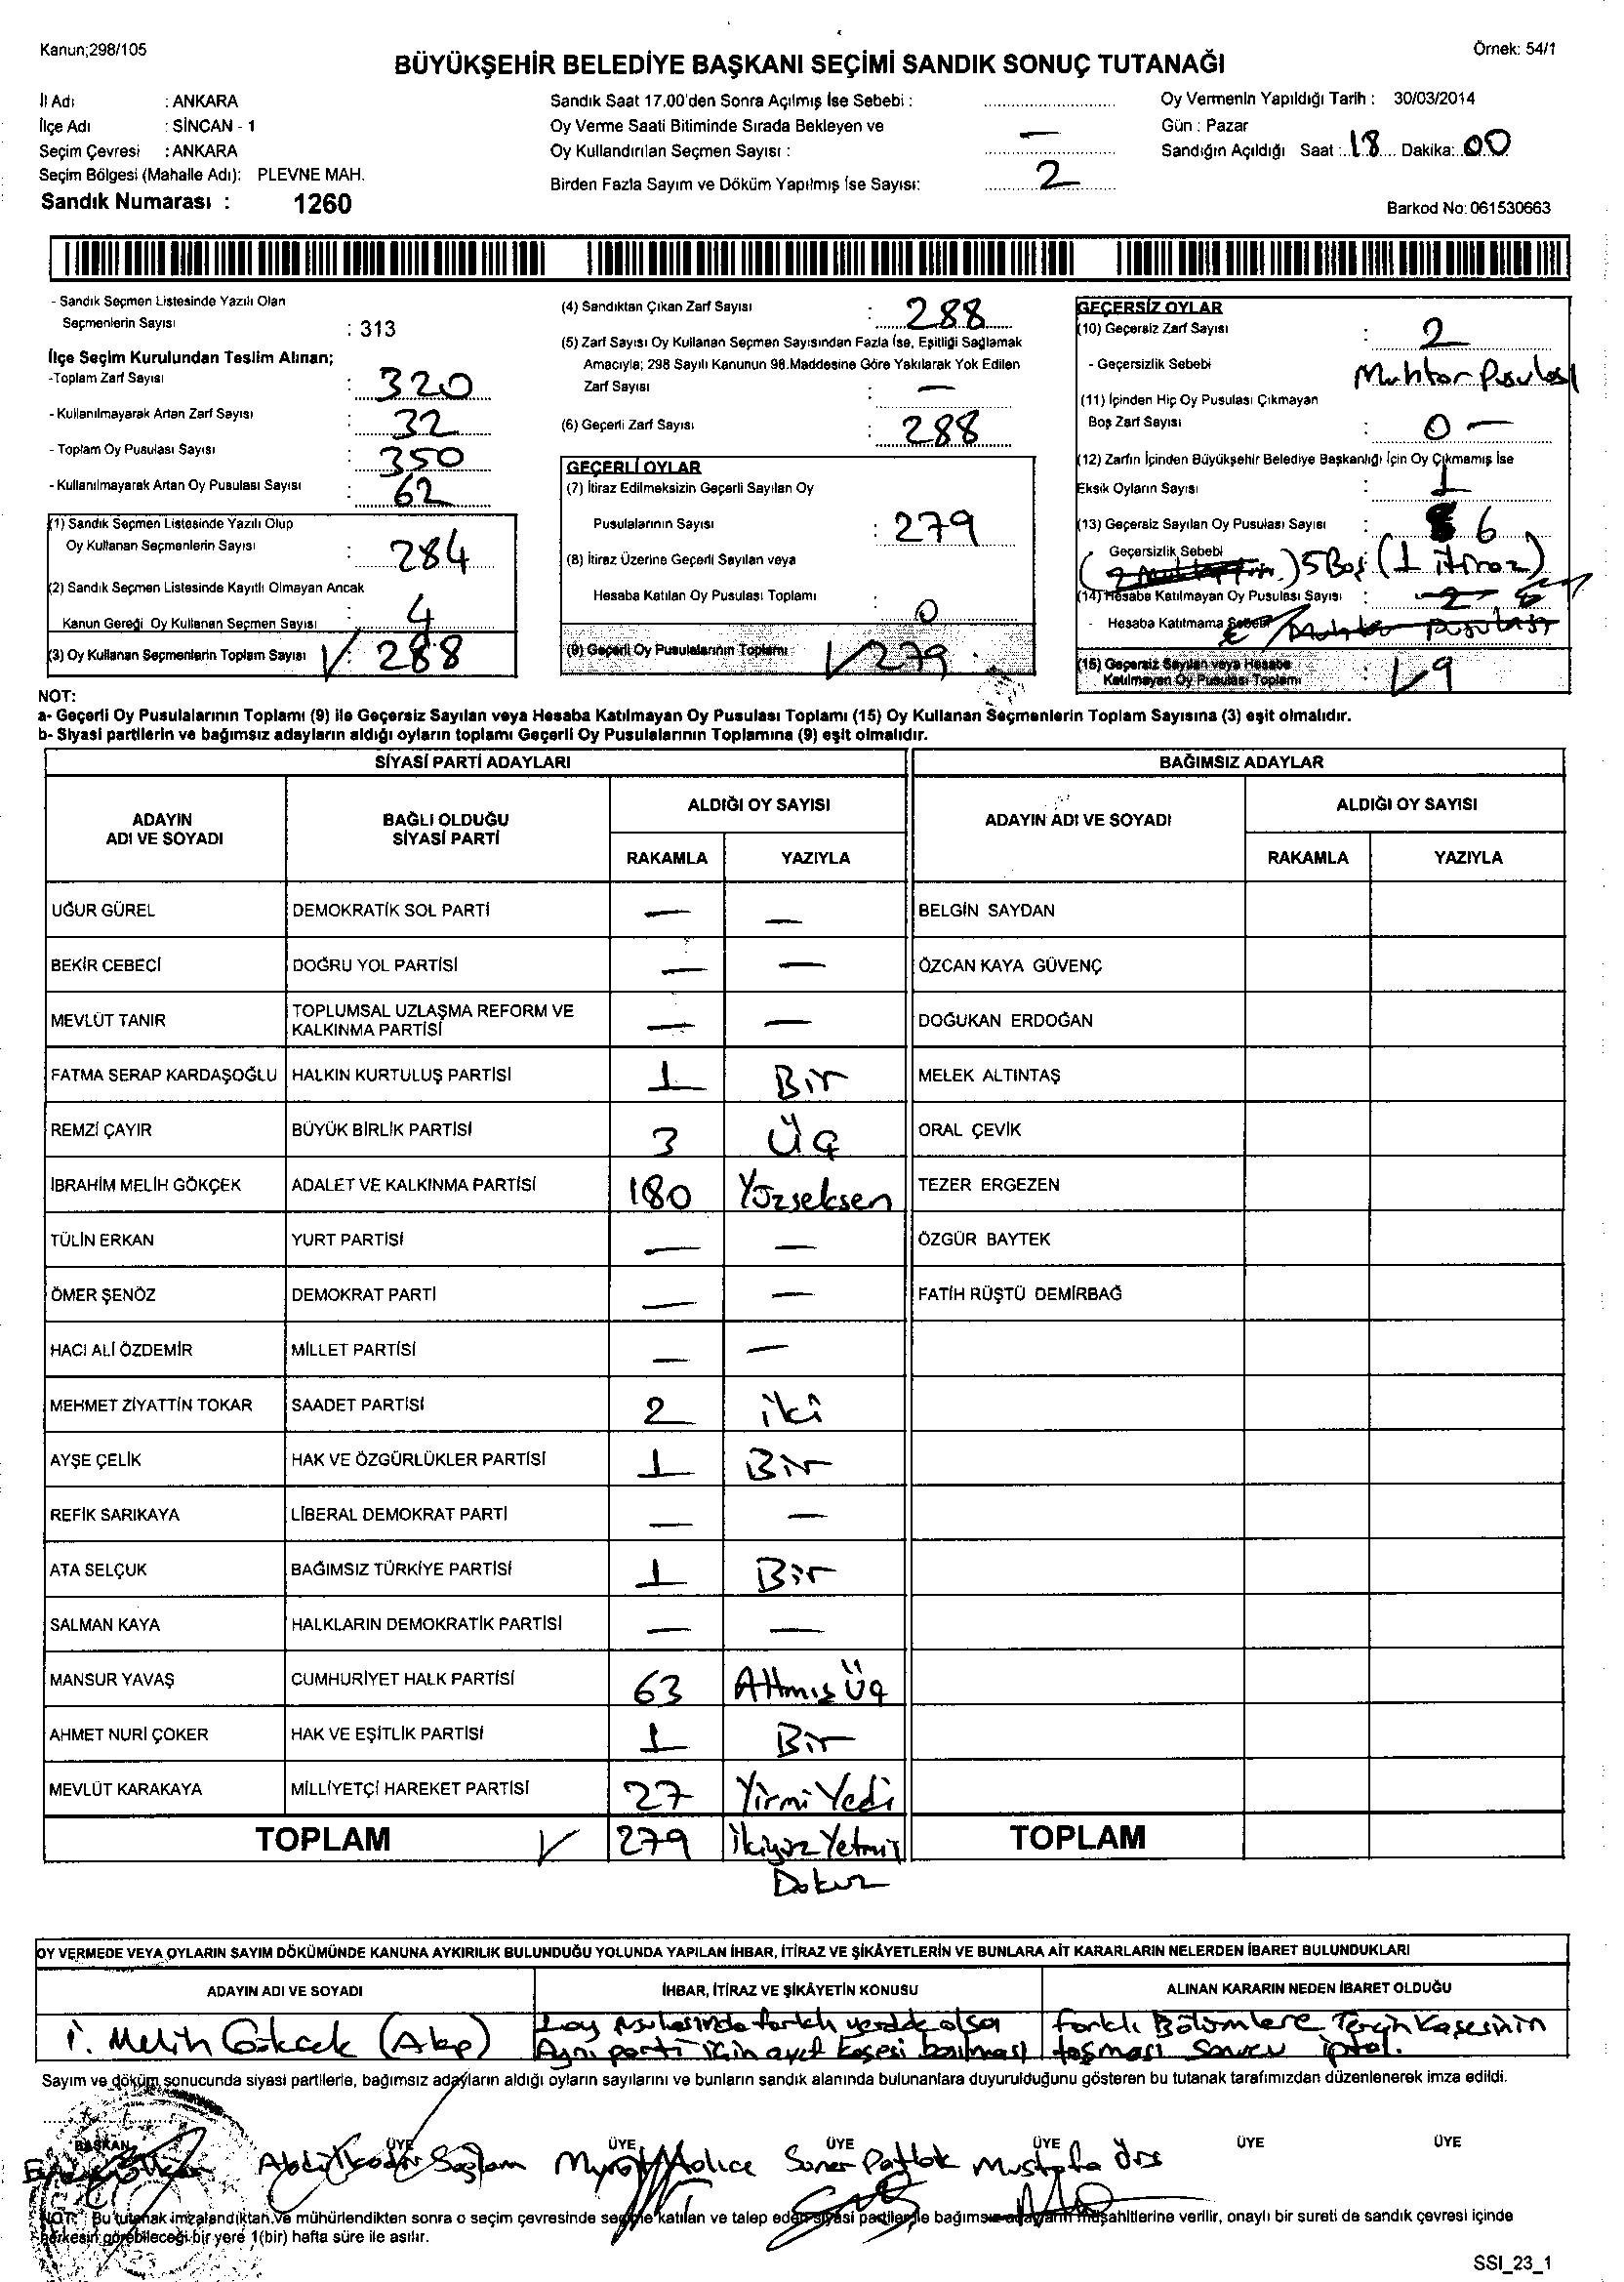 Kanun;298/105
Örnek: 54/1
BÜYÜKŞEHİR BELEDİYE BAŞKANI SEÇİMİ SANDIK SONUÇ TUTANAĞI
İl Adı : ANKARA
İlçe Adı : SİNCAN - 1
Seçim Çevresi : ANKARA
Seçim Bölgesi (Mahalle Adı): PLEVNE MAH.
Sandık Numarası : 1260
Sandık Saat 17.00'den Sonra Açılmış İse Sebebi :
Oy Verme Saati Bitiminde Sırada Bekleyen ve
Oy Kullandırılan Seçmen Sayısı : —
Birden Fazla Sayım ve Döküm Yapılmış İse Sayısı: 2
Oy Vermenin Yapıldığı Tarih : 30/03/2014
Gün : Pazar
Sandığın Açıldığı Saat : 18 Dakika: 00
Barkod No: 061530663
- Sandık Seçmen Listesinde Yazılı Olan
Seçmenlerin Sayısı : 313
İlçe Seçim Kurulundan Teslim Alınan;
-Toplam Zarf Sayısı : 320
- Kullanılmayarak Artan Zarf Sayısı : 32
- Toplam Oy Pusulası Sayısı : 350
- Kullanılmayarak Artan Oy Pusulası Sayısı : 62
(1) Sandık Seçmen Listesinde Yazılı Olup
Oy Kullanan Seçmenlerin Sayısı : 284
(2) Sandık Seçmen Listesinde Kayıtlı Olmayan Ancak
Kanun Gereği Oy Kullanan Seçmen Sayısı : 4
(3) Oy Kullanan Seçmenlerin Toplam Sayısı : 288
(4) Sandıktan Çıkan Zarf Sayısı : 288
(5) Zarf Sayısı Oy Kullanan Seçmen Sayısından Fazla İse, Eşitliği Sağlamak
Amacıyla; 298 Sayılı Kanunun 98.Maddesine Göre Yakılarak Yok Edilen
Zarf Sayısı : —
(6) Geçerli Zarf Sayısı : 288
GEÇERLİ OYLAR
(7) İtiraz Edilmeksizin Geçerli Sayılan Oy
Pusulalarının Sayısı : 279
(8) İtiraz Üzerine Geçerli Sayılan veya
Hesaba Katılan Oy Pusulası Toplamı : 0
(9) Geçerli Oy Pusulalarının Toplamı : 279
GEÇERSİZ OYLAR
(10) Geçersiz Zarf Sayısı : 2
- Geçersizlik Sebebi Muhtar Pusulası
(11) İçinden Hiç Oy Pusulası Çıkmayan
Boş Zarf Sayısı : 0 —
(12) Zarfın İçinden Büyükşehir Belediye Başkanlığı İçin Oy Çıkmamış İse
Eksik Oyların Sayısı : 1
(13) Geçersiz Sayılan Oy Pusulası Sayısı : 6
Geçersizlik Sebebi
5 Boş (1 itiraz)
(14) Hesaba Katılmayan Oy Pusulası Sayısı :
- Hesaba Katılmama Sebebi
(15) Geçersiz Sayılan veya Hesaba
Katılmayan Oy Pusulası Toplamı : 9
NOT:
a- Geçerli Oy Pusulalarının Toplamı (9) ile Geçersiz Sayılan veya Hesaba Katılmayan Oy Pusulası Toplamı (15) Oy Kullanan Seçmenlerin Toplam Sayısına (3) eşit olmalıdır.
b- Siyasi partilerin ve bağımsız adayların aldığı oyların toplamı Geçerli Oy Pusulalarının Toplamına (9) eşit olmalıdır.
SİYASİ PARTİ ADAYLARI
BAĞIMSIZ ADAYLAR
ADAYIN ADI VE SOYADI
BAĞLI OLDUĞU SİYASİ PARTİ
ALDIĞI OY SAYISI
RAKAMLA YAZIYLA
ADAYIN ADI VE SOYADI
ALDIĞI OY SAYISI
RAKAMLA YAZIYLA
UĞUR GÜREL DEMOKRATİK SOL PARTİ — — BELGİN SAYDAN
BEKİR CEBECİ DOĞRU YOL PARTİSİ — — ÖZCAN KAYA GÜVENÇ
MEVLÜT TANIR TOPLUMSAL UZLAŞMA REFORM VE KALKINMA PARTİSİ — — DOĞUKAN ERDOĞAN
FATMA SERAP KARDAŞOĞLU HALKIN KURTULUŞ PARTİSİ 1 Bir MELEK ALTINTAŞ
REMZİ ÇAYIR BÜYÜK BİRLİK PARTİSİ 3 Üç ORAL ÇEVİK
İBRAHİM MELİH GÖKÇEK ADALET VE KALKINMA PARTİSİ 180 Yüzseksen TEZER ERGEZEN
TÜLİN ERKAN YURT PARTİSİ — — ÖZGÜR BAYTEK
ÖMER ŞENÖZ DEMOKRAT PARTİ — — FATİH RÜŞTÜ DEMİRBAĞ
HACI ALİ ÖZDEMİR MİLLET PARTİSİ — —
MEHMET ZİYATTİN TOKAR SAADET PARTİSİ 2 iki
AYŞE ÇELİK HAK VE ÖZGÜRLÜKLER PARTİSİ 1 Bir
REFİK SARIKAYA LİBERAL DEMOKRAT PARTİ — —
ATA SELÇUK BAĞIMSIZ TÜRKİYE PARTİSİ 1 Bir
SALMAN KAYA HALKLARIN DEMOKRATİK PARTİSİ — —
MANSUR YAVAŞ CUMHURİYET HALK PARTİSİ 63 Altmış Üç
AHMET NURİ ÇOKER HAK VE EŞİTLİK PARTİSİ 1 Bir
MEVLÜT KARAKAYA MİLLİYETÇİ HAREKET PARTİSİ 27 Yirmi Yedi
TOPLAM 279 İkiyüz Yetmiş Dokuz TOPLAM
OY VERMEDE VEYA OYLARIN SAYIM DÖKÜMÜNDE KANUNA AYKIRILIK BULUNDUĞU YOLUNDA YAPILAN İHBAR, İTİRAZ VE ŞİKÂYETLERİN VE BUNLARA AİT KARARLARIN NELERDEN İBARET BULUNDUKLARI
ADAYIN ADI VE SOYADI İHBAR, İTİRAZ VE ŞİKÂYETİN KONUSU ALINAN KARARIN NEDEN İBARET OLDUĞU
İ. Melih Gökçek (Akp)
1 oy pusulasında farklı yerde olsa
Aynı parti için evet kaşesi basılması
farklı Bölümlere Tercih Kaşesinin
taşması Sonucu iptal.
Sayım ve döküm sonucunda siyasi partilerle, bağımsız adayların aldığı oyların sayılarını ve bunların sandık alanında bulunanlara duyurulduğunu gösteren bu tutanak tarafımızdan düzenlenerek imza edildi.
BAŞKAN ÜYE ÜYE ÜYE ÜYE ÜYE ÜYE
Abdülkadir Sağlam Soner Patlak Mustafa Örs
NOT: Bu tutanak imzalandıktan ve mühürlendikten sonra o seçim çevresinde seçime katılan ve talep eden siyasi partilerle bağımsız adayların müşahitlerine verilir, onaylı bir sureti de sandık çevresi içinde
herkesin görebileceği bir yere 1(bir) hafta süre ile asılır.
SSI_23_1